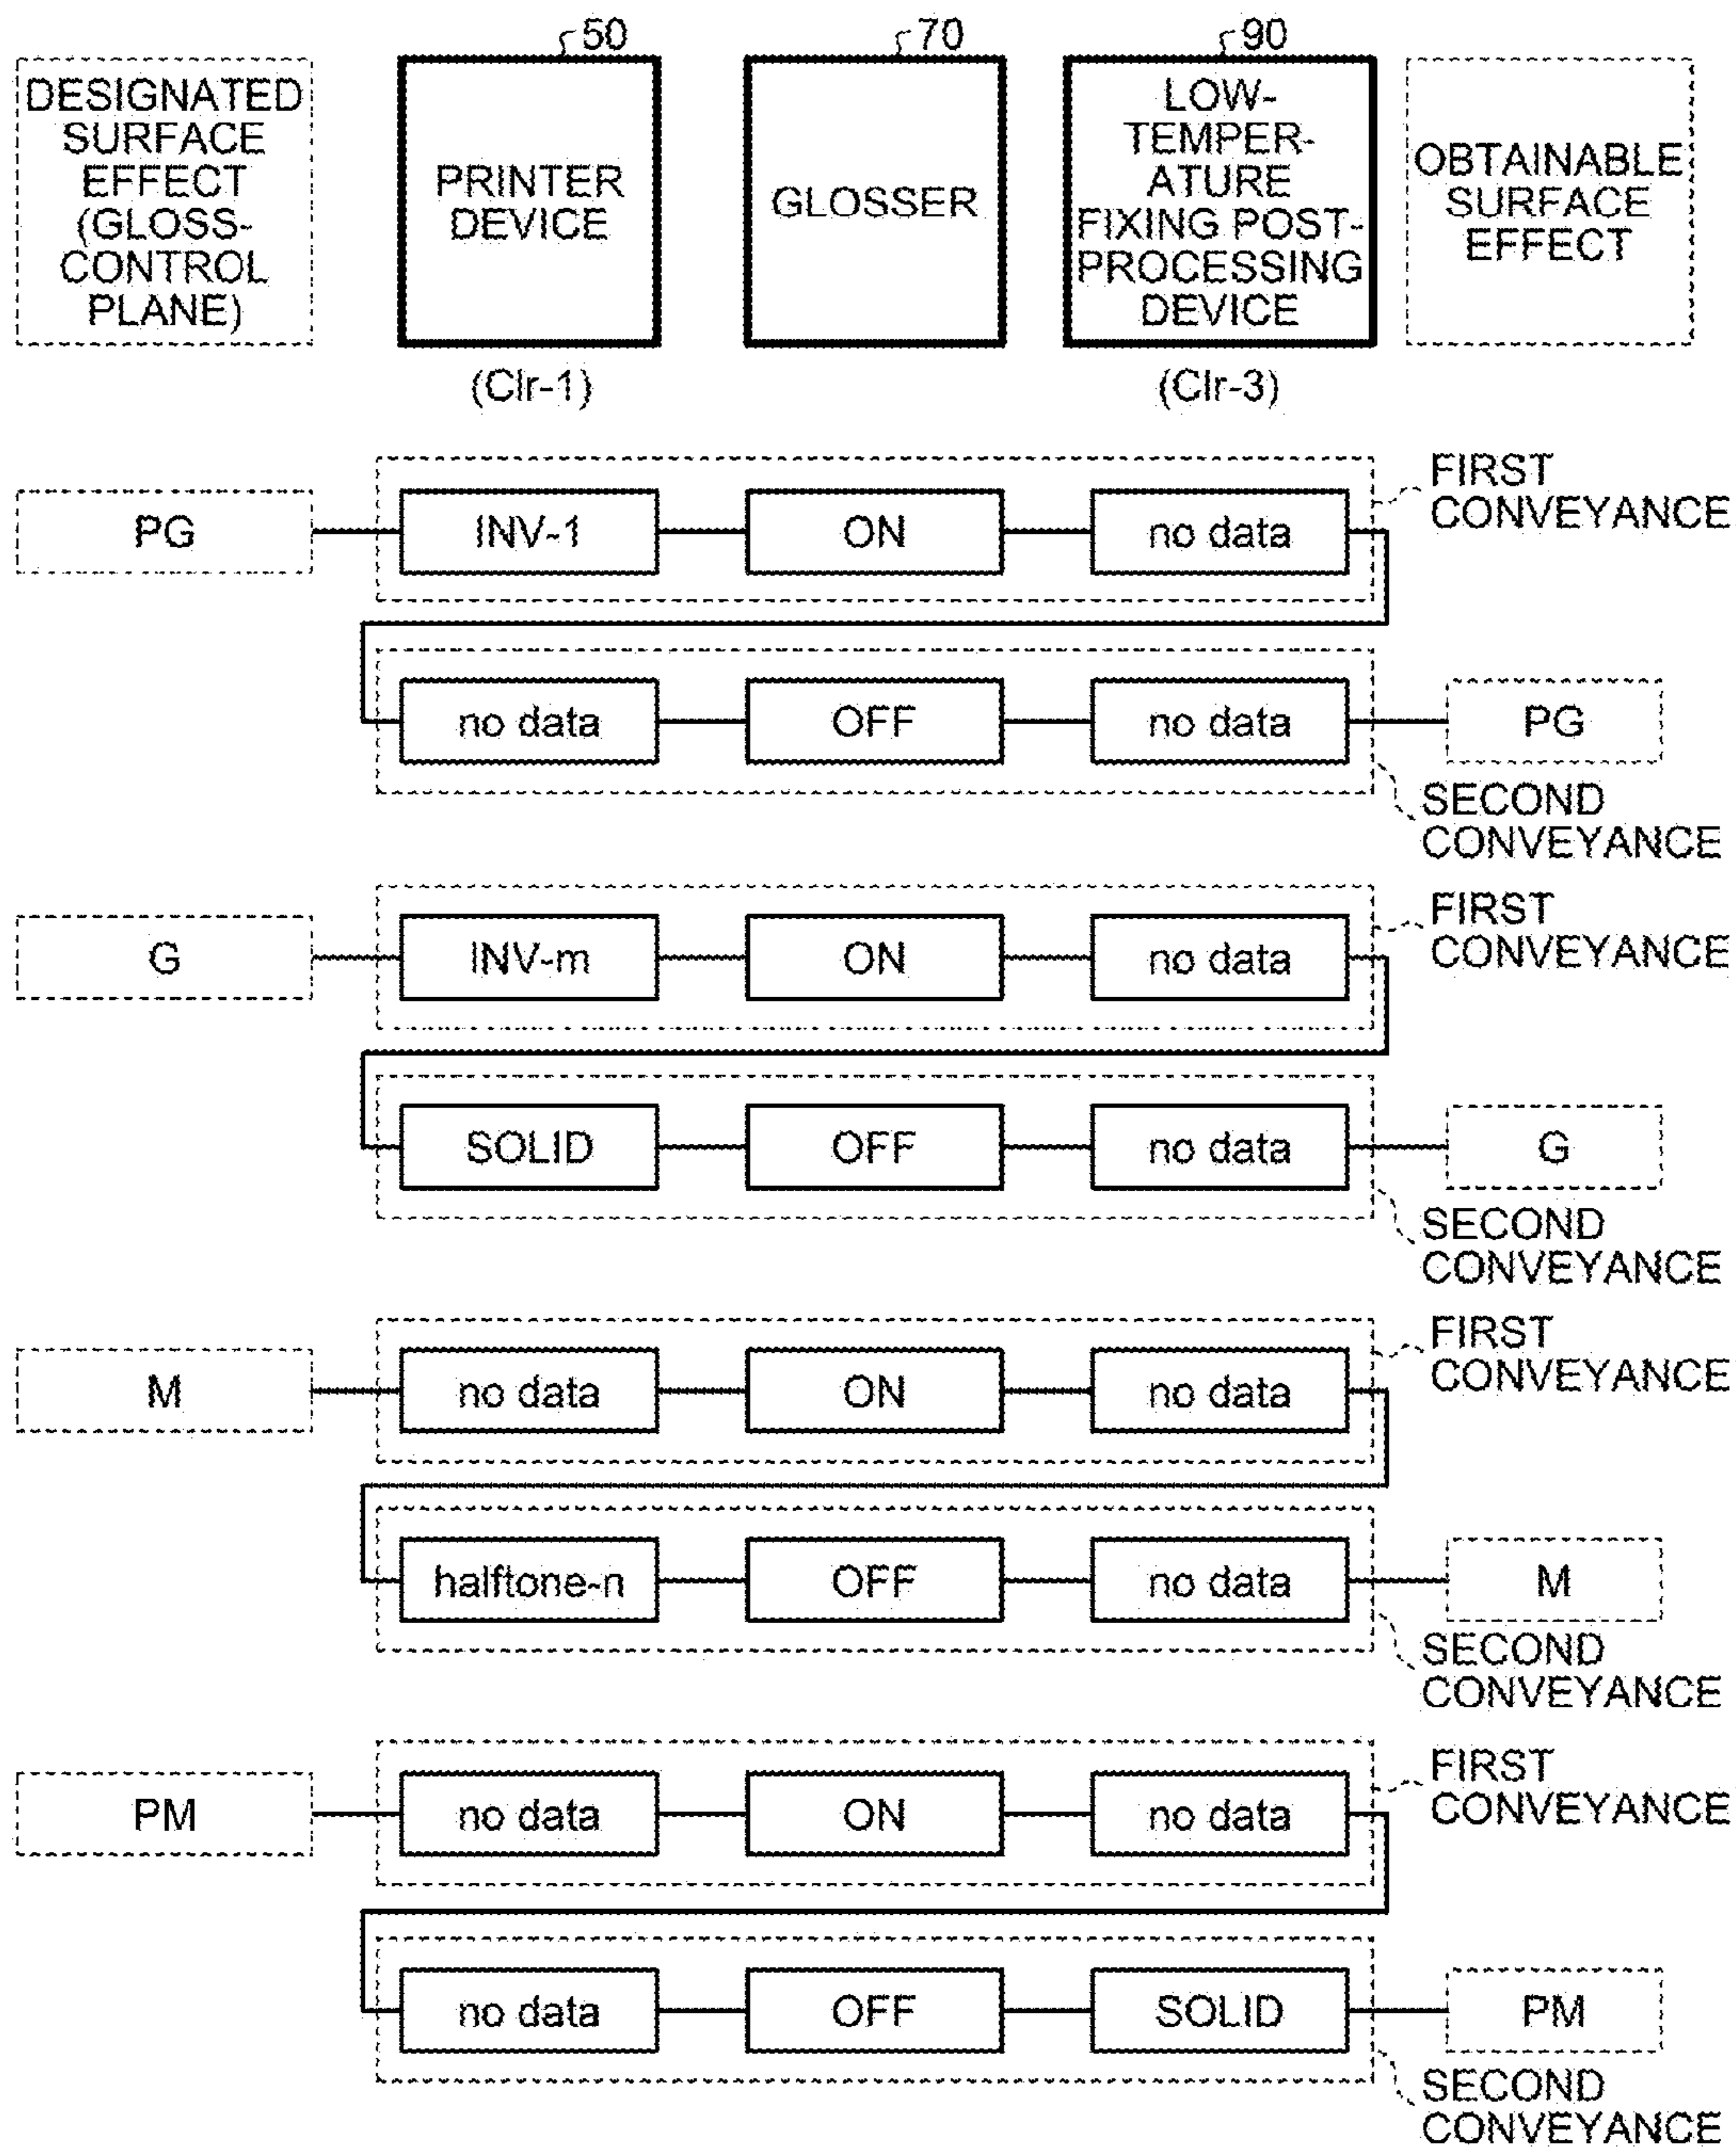 50
70
90
DESIGNATED
SURFACE
EFFECT
(GLOSS-
CONTROL
PLANE)
PRINTER
DEVICE
GLOSSER
LOW-
TEMPER-
ATURE
FIXING POST-
PROCESSING
DEVICE
OBTAINABLE
SURFACE
EFFECT
(Clr-1)
(Clr-3)
PG
INV-1
ON
no data
FIRST
CONVEYANCE
no data
OFF
no data
PG
SECOND
CONVEYANCE
G
INV-m
ON
no data
FIRST
CONVEYANCE
SOLID
OFF
no data
G
SECOND
CONVEYANCE
M
no data
ON
no data
FIRST
CONVEYANCE
halftone-n
OFF
no data
M
SECOND
CONVEYANCE
PM
no data
ON
no data
FIRST
CONVEYANCE
no data
OFF
SOLID
PM
SECOND
CONVEYANCE